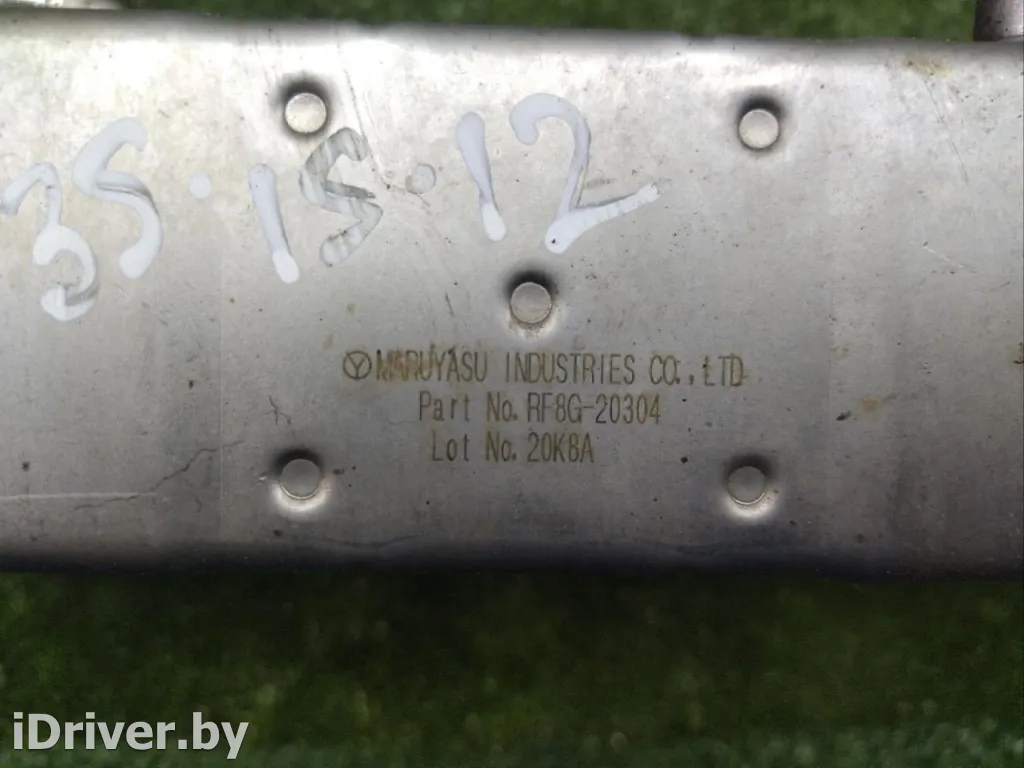 35.15.12
MARUYASU INDUSTRIES CO.,LTD
Part No. RF8G-20304
Lot No. 20K8A
iDriver.by